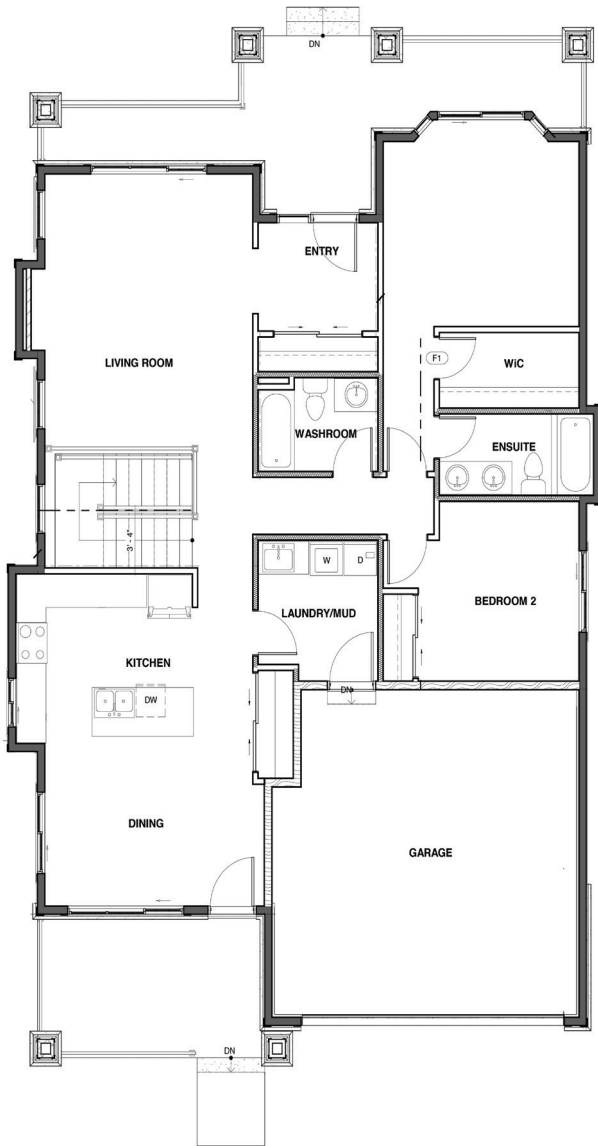 DN
ENTRY
LIVING ROOM
F1
WiC
WASHROOM
ENSUITE
3' - 4"
W
D
LAUNDRY/MUD
BEDROOM 2
KITCHEN
DN
DW
DINING
GARAGE
DN